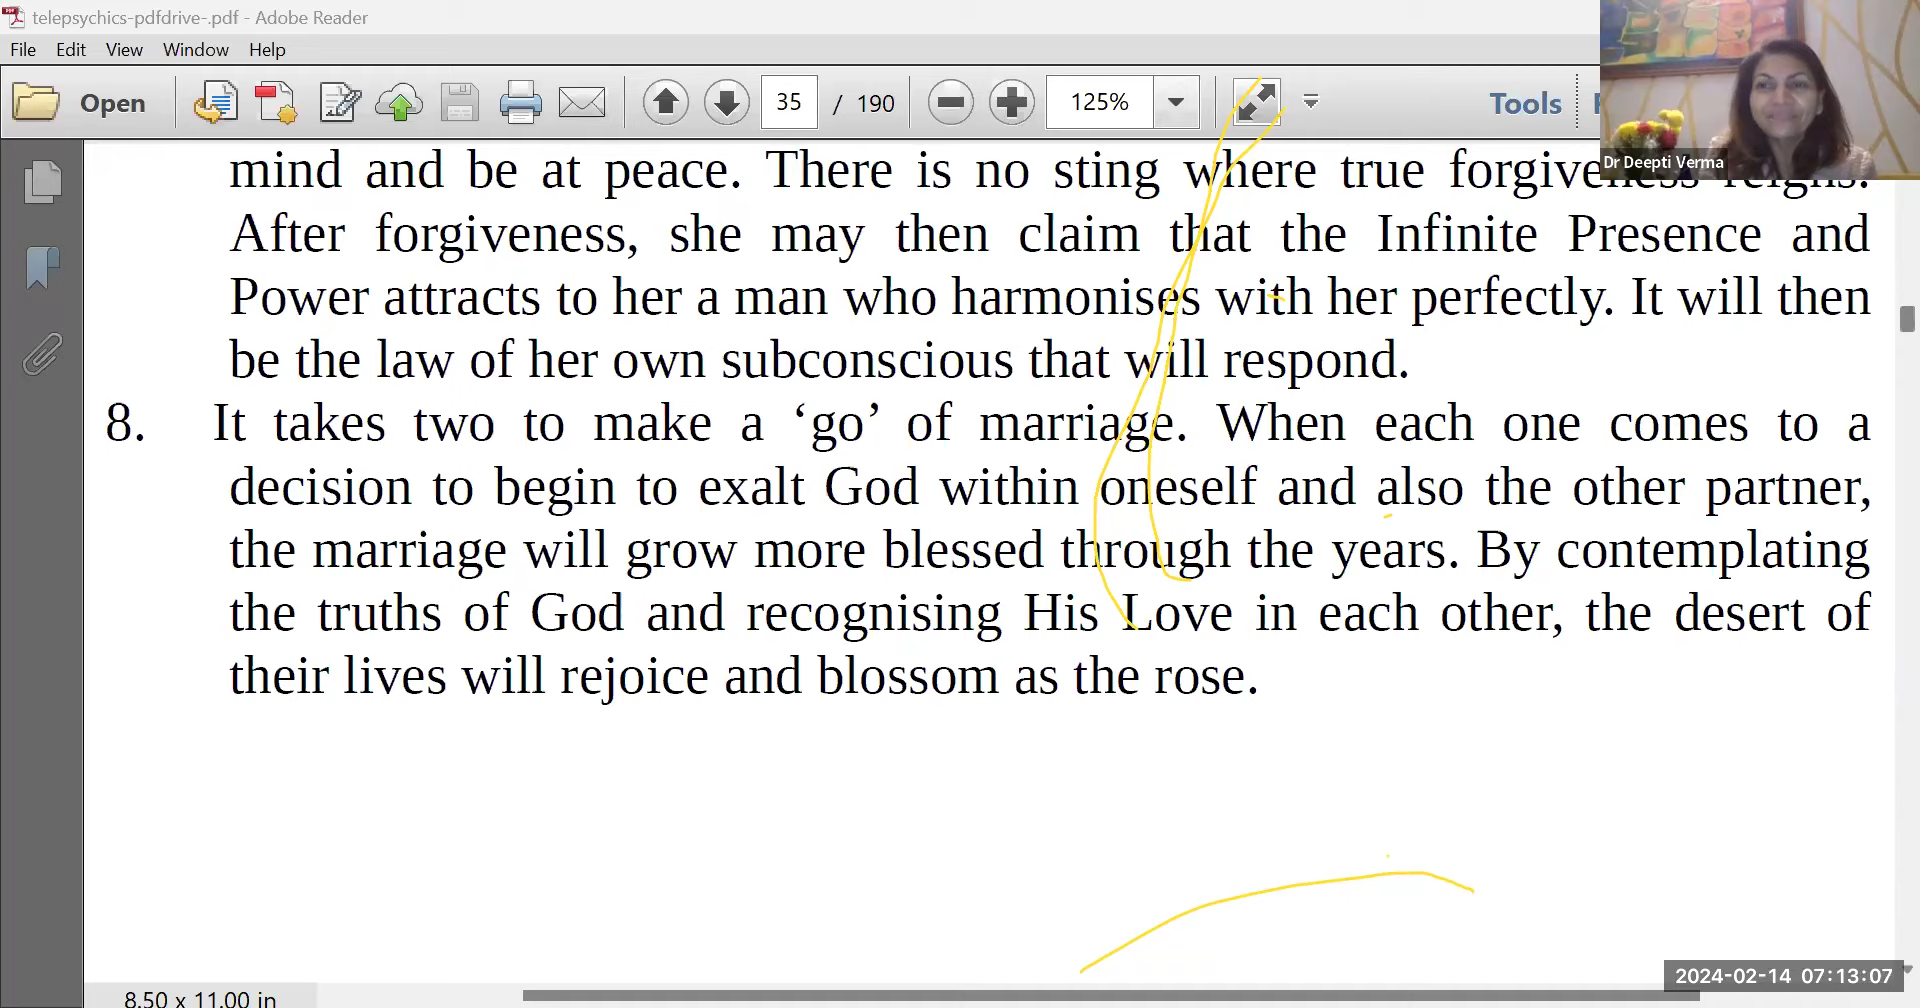 telepsychics-pdfdrive-.pdf - Adobe Reader
File Edit View Window Help
Open 35 / 190 125% Tools
Dr Deepti Verma
mind and be at peace. There is no sting where true forgiveness reigns.
After forgiveness, she may then claim that the Infinite Presence and
Power attracts to her a man who harmonises with her perfectly. It will then
be the law of her own subconscious that will respond.
8. It takes two to make a ‘go’ of marriage. When each one comes to a
decision to begin to exalt God within oneself and also the other partner,
the marriage will grow more blessed through the years. By contemplating
the truths of God and recognising His Love in each other, the desert of
their lives will rejoice and blossom as the rose.
2024-02-14 07:13:07
8.50 x 11.00 in